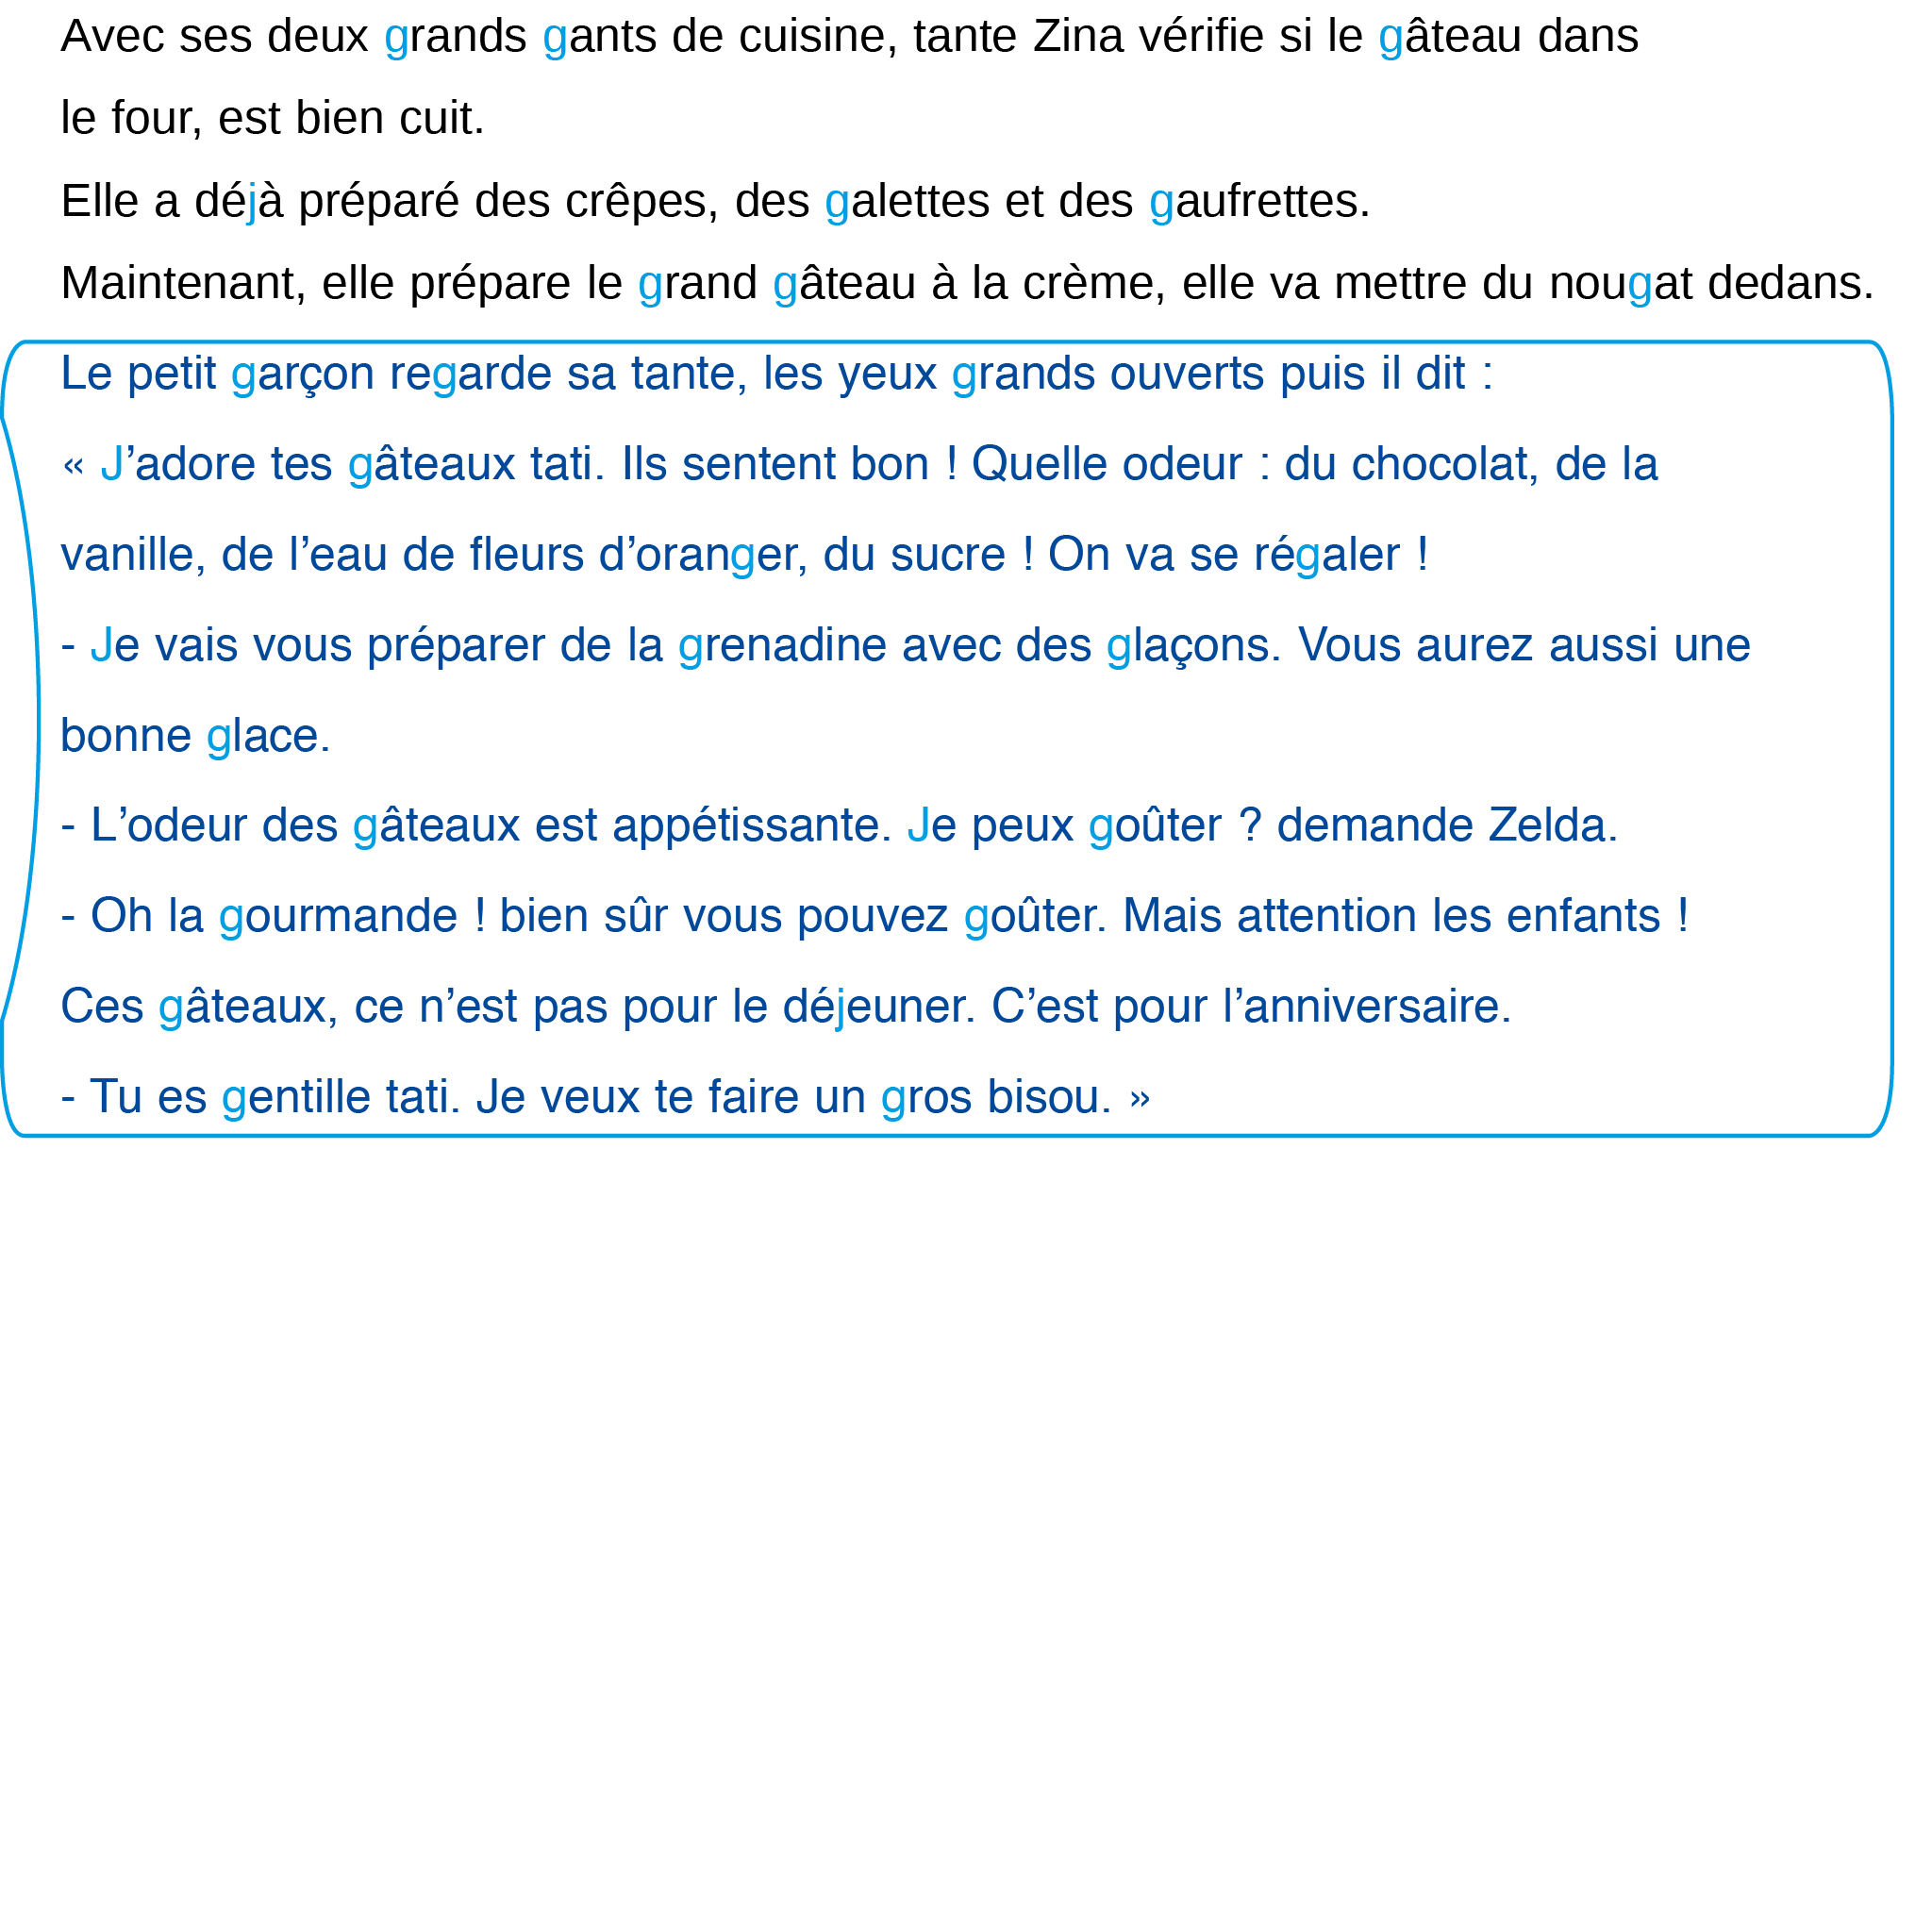 Avec ses deux grands gants de cuisine, tante Zina vérifie si le gâteau dans
le four, est bien cuit.
Elle a déjà préparé des crêpes, des galettes et des gaufrettes.
Maintenant, elle prépare le grand gâteau à la crème, elle va mettre du nougat dedans.
Le petit garçon regarde sa tante, les yeux grands ouverts puis il dit :
« J’adore tes gâteaux tati. Ils sentent bon ! Quelle odeur : du chocolat, de la
vanille, de l’eau de fleurs d’oranger, du sucre ! On va se régaler !
- Je vais vous préparer de la grenadine avec des glaçons. Vous aurez aussi une
bonne glace.
- L’odeur des gâteaux est appétissante. Je peux goûter ? demande Zelda.
- Oh la gourmande ! bien sûr vous pouvez goûter. Mais attention les enfants !
Ces gâteaux, ce n’est pas pour le déjeuner. C’est pour l’anniversaire.
- Tu es gentille tati. Je veux te faire un gros bisou. »